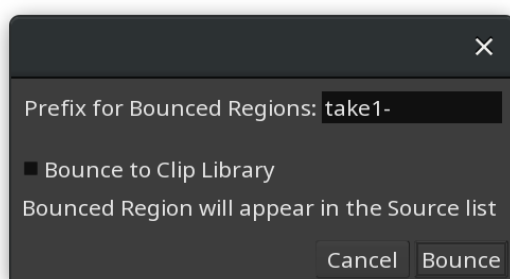 Prefix for Bounced Regions: take1-
Bounce to Clip Library
Bounced Region will appear in the Source list
Cancel Bounce